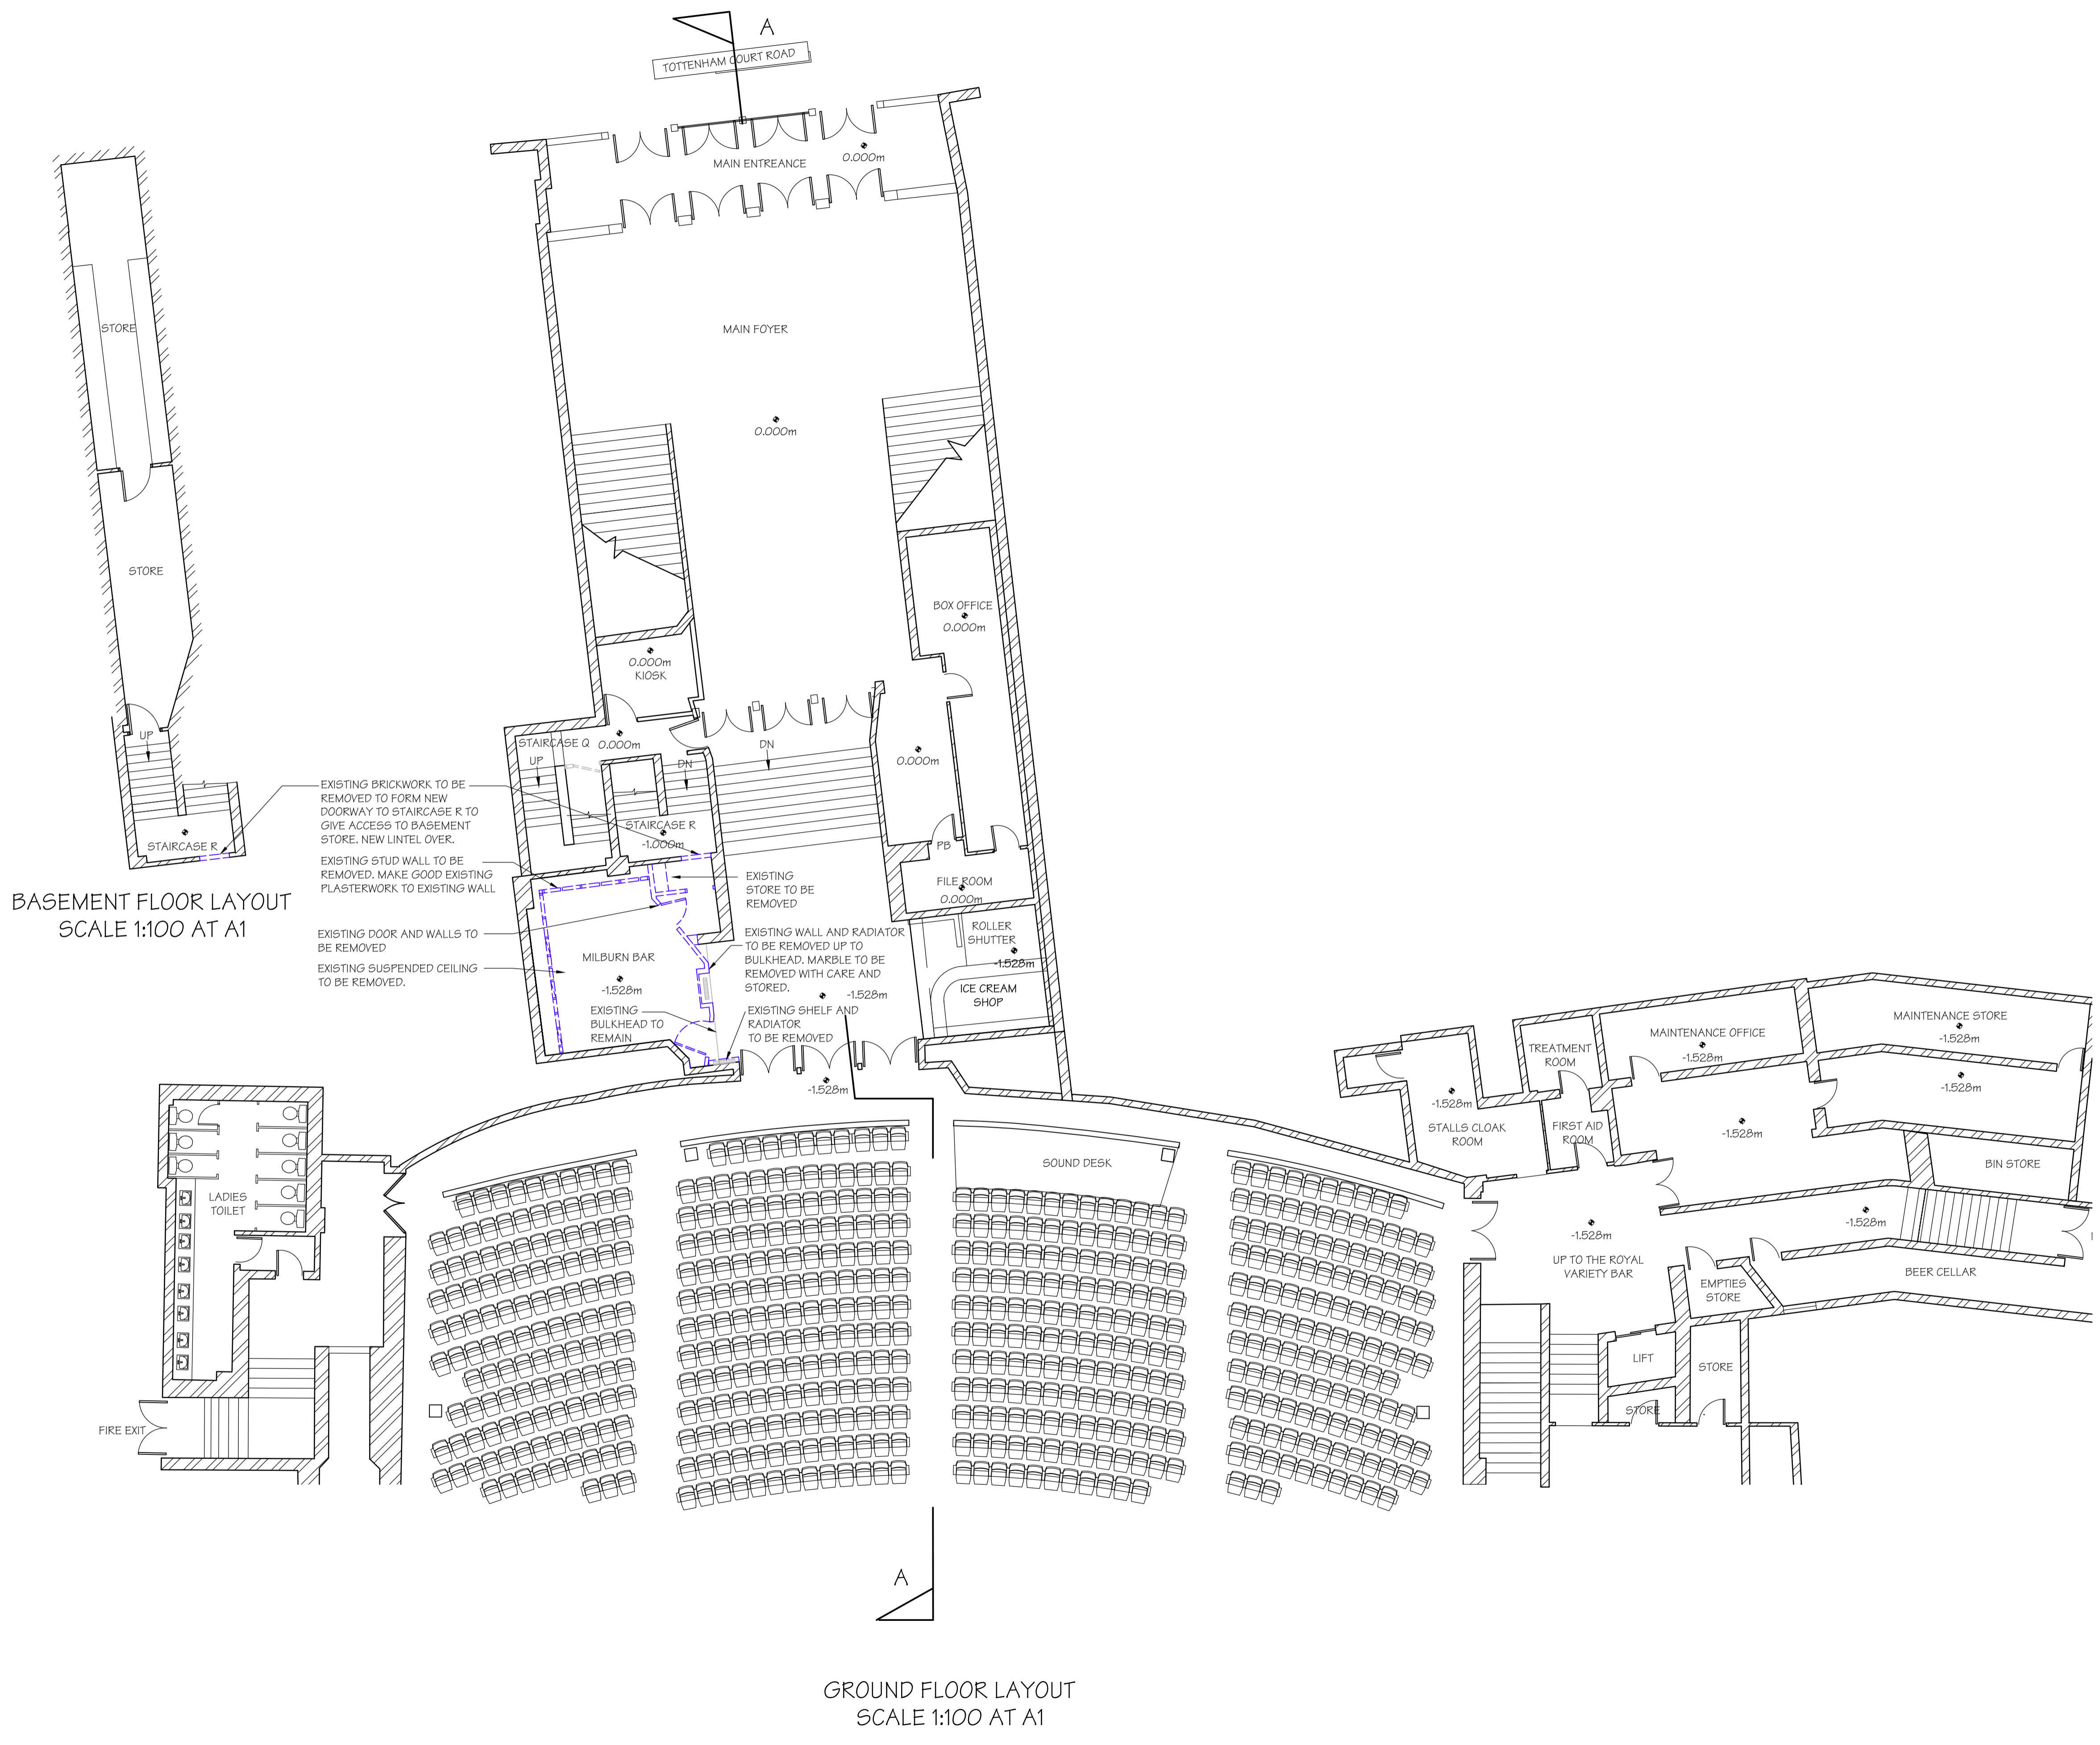 A
TOTTENHAM COURT ROAD
MAIN ENTREANCE
0.000m
MAIN FOYER
0.000m
STORE
STORE
UP
STAIRCASE R
BASEMENT FLOOR LAYOUT
SCALE 1:100 AT A1
BOX OFFICE
0.000m
0.000m
KIOSK
STAIRCASE Q
0.000m
UP
DN
DN
0.000m
STAIRCASE R
-1.000m
PB
FILE ROOM
0.000m
EXISTING BRICKWORK TO BE
REMOVED TO FORM NEW
DOORWAY TO STAIRCASE R TO
GIVE ACCESS TO BASEMENT
STORE. NEW LINTEL OVER.
EXISTING STUD WALL TO BE
REMOVED. MAKE GOOD EXISTING
PLASTERWORK TO EXISTING WALL
EXISTING DOOR AND WALLS TO
BE REMOVED
EXISTING SUSPENDED CEILING
TO BE REMOVED.
EXISTING
STORE TO BE
REMOVED
EXISTING WALL AND RADIATOR
TO BE REMOVED UP TO
BULKHEAD. MARBLE TO BE
REMOVED WITH CARE AND
STORED.
MILBURN BAR
-1.528m
EXISTING
BULKHEAD TO
REMAIN
-1.528m
EXISTING SHELF AND
RADIATOR
TO BE REMOVED
ROLLER
SHUTTER
-1.528m
ICE CREAM
SHOP
-1.528m
LADIES
TOILET
FIRE EXIT
SOUND DESK
-1.528m
STALLS CLOAK
ROOM
TREATMENT
ROOM
FIRST AID
ROOM
MAINTENANCE OFFICE
-1.528m
MAINTENANCE STORE
-1.528m
-1.528m
-1.528m
BIN STORE
-1.528m
-1.528m
UP TO THE ROYAL
VARIETY BAR
EMPTIES
STORE
BEER CELLAR
LIFT
STORE
STORE
A
GROUND FLOOR LAYOUT
SCALE 1:100 AT A1